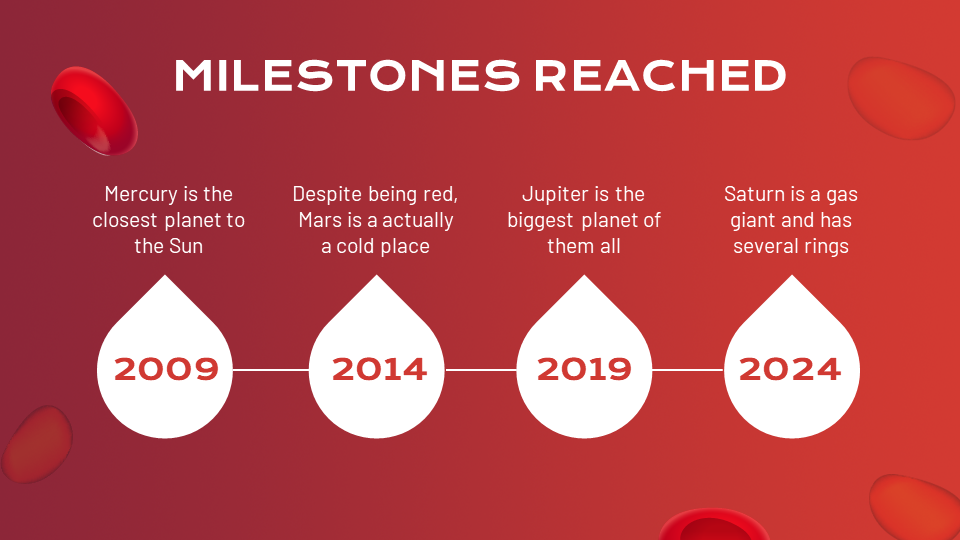 MILESTONES REACHED
Mercury is the
closest planet to
the Sun
Despite being red,
Mars is a actually
a cold place
Jupiter is the
biggest planet of
them all
Saturn is a gas
giant and has
several rings
2009
2014
2019
2024